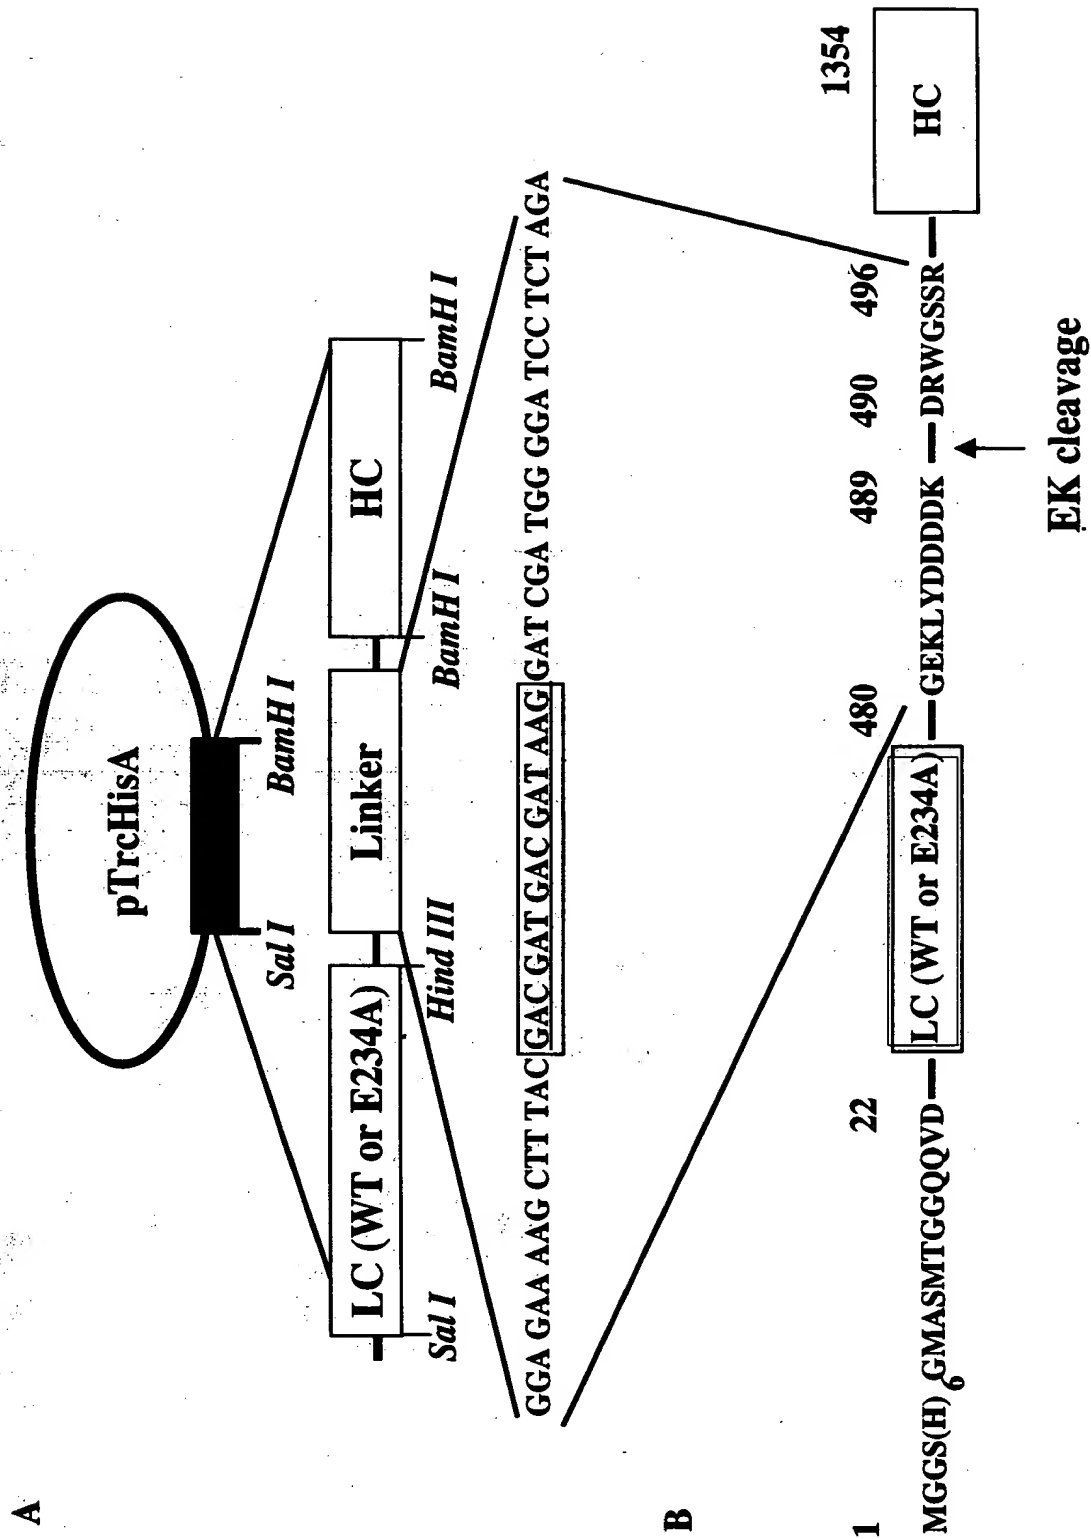 A
pTrcHisA
Sal I BamH I
LC (WT or E234A) Linker HC
Sal I Hind III BamH I BamH I
GGA GAA AAG CTT TAC GAC GAT GAC GAT AAG GAT CGA TGG GGA TCC TCT AGA
B
1 22 480 489 490 496 1354
MGGS(H)6 GMASMTGGQQVD LC (WT or E234A) GEKLYDDDDK DRWGSSR HC
EK cleavage